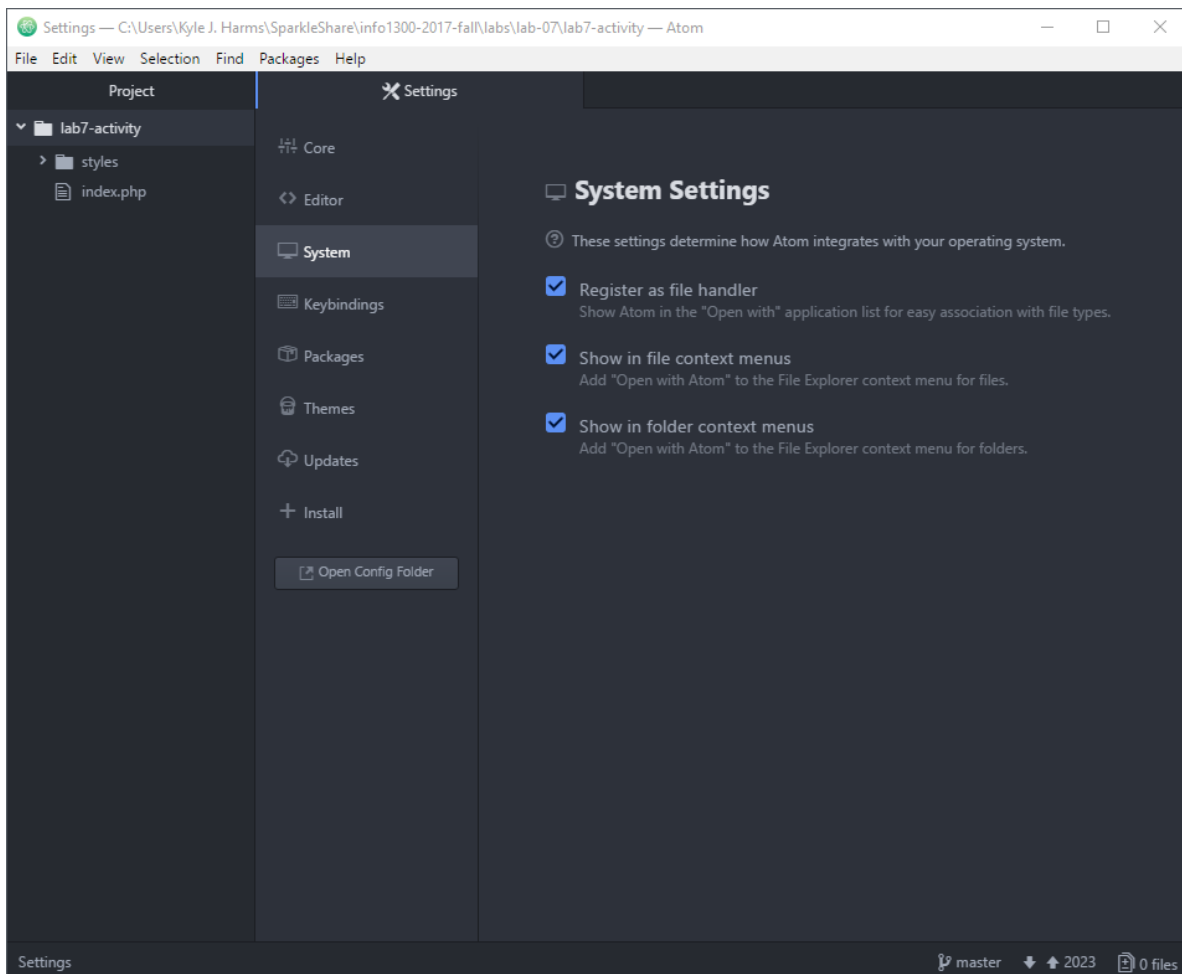 Settings — C:\Users\Kyle J. Harms\SparkleShare\info1300-2017-fall\labs\lab-07\lab7-activity — Atom
File Edit View Selection Find Packages Help
Project
Settings
lab7-activity
styles
index.php
Core
Editor
System
Keybindings
Packages
Themes
Updates
Install
Open Config Folder
System Settings
These settings determine how Atom integrates with your operating system.
Register as file handler
Show Atom in the "Open with" application list for easy association with file types.
Show in file context menus
Add "Open with Atom" to the File Explorer context menu for files.
Show in folder context menus
Add "Open with Atom" to the File Explorer context menu for folders.
Settings
master 2023 0 files